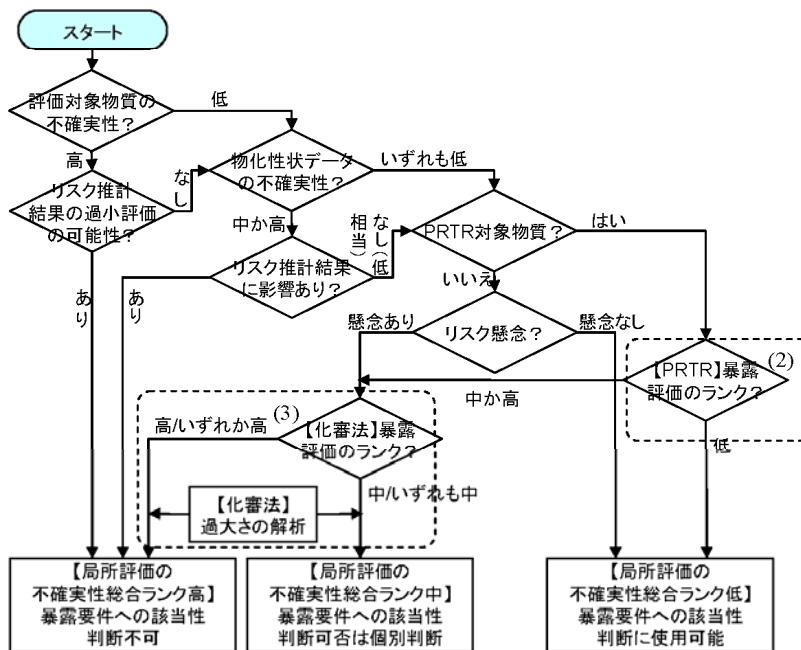 スタート
評価対象物質の
不確実性?
低
高
リスク推計
結果の過小評価
の可能性?
なし
物化性状データ
の不確実性?
いずれも低
中か高
リスク推計結果
に影響あり?
なし(低
相当)
PRTR対象物質?
はい
いいえ
あり
あり
懸念あり
リスク懸念?
懸念なし
(2)
【PRTR】暴露
評価のランク?
中か高
低
(3)
高/いずれか高
【化審法】暴露
評価のランク?
中/いずれも中
【化審法】
過大さの解析
【局所評価の
不確実性総合ランク高】
暴露要件への該当性
判断不可
【局所評価の
不確実性総合ランク中】
暴露要件への該当性
判断可否は個別判断
【局所評価の
不確実性総合ランク低】
暴露要件への該当性
判断に使用可能